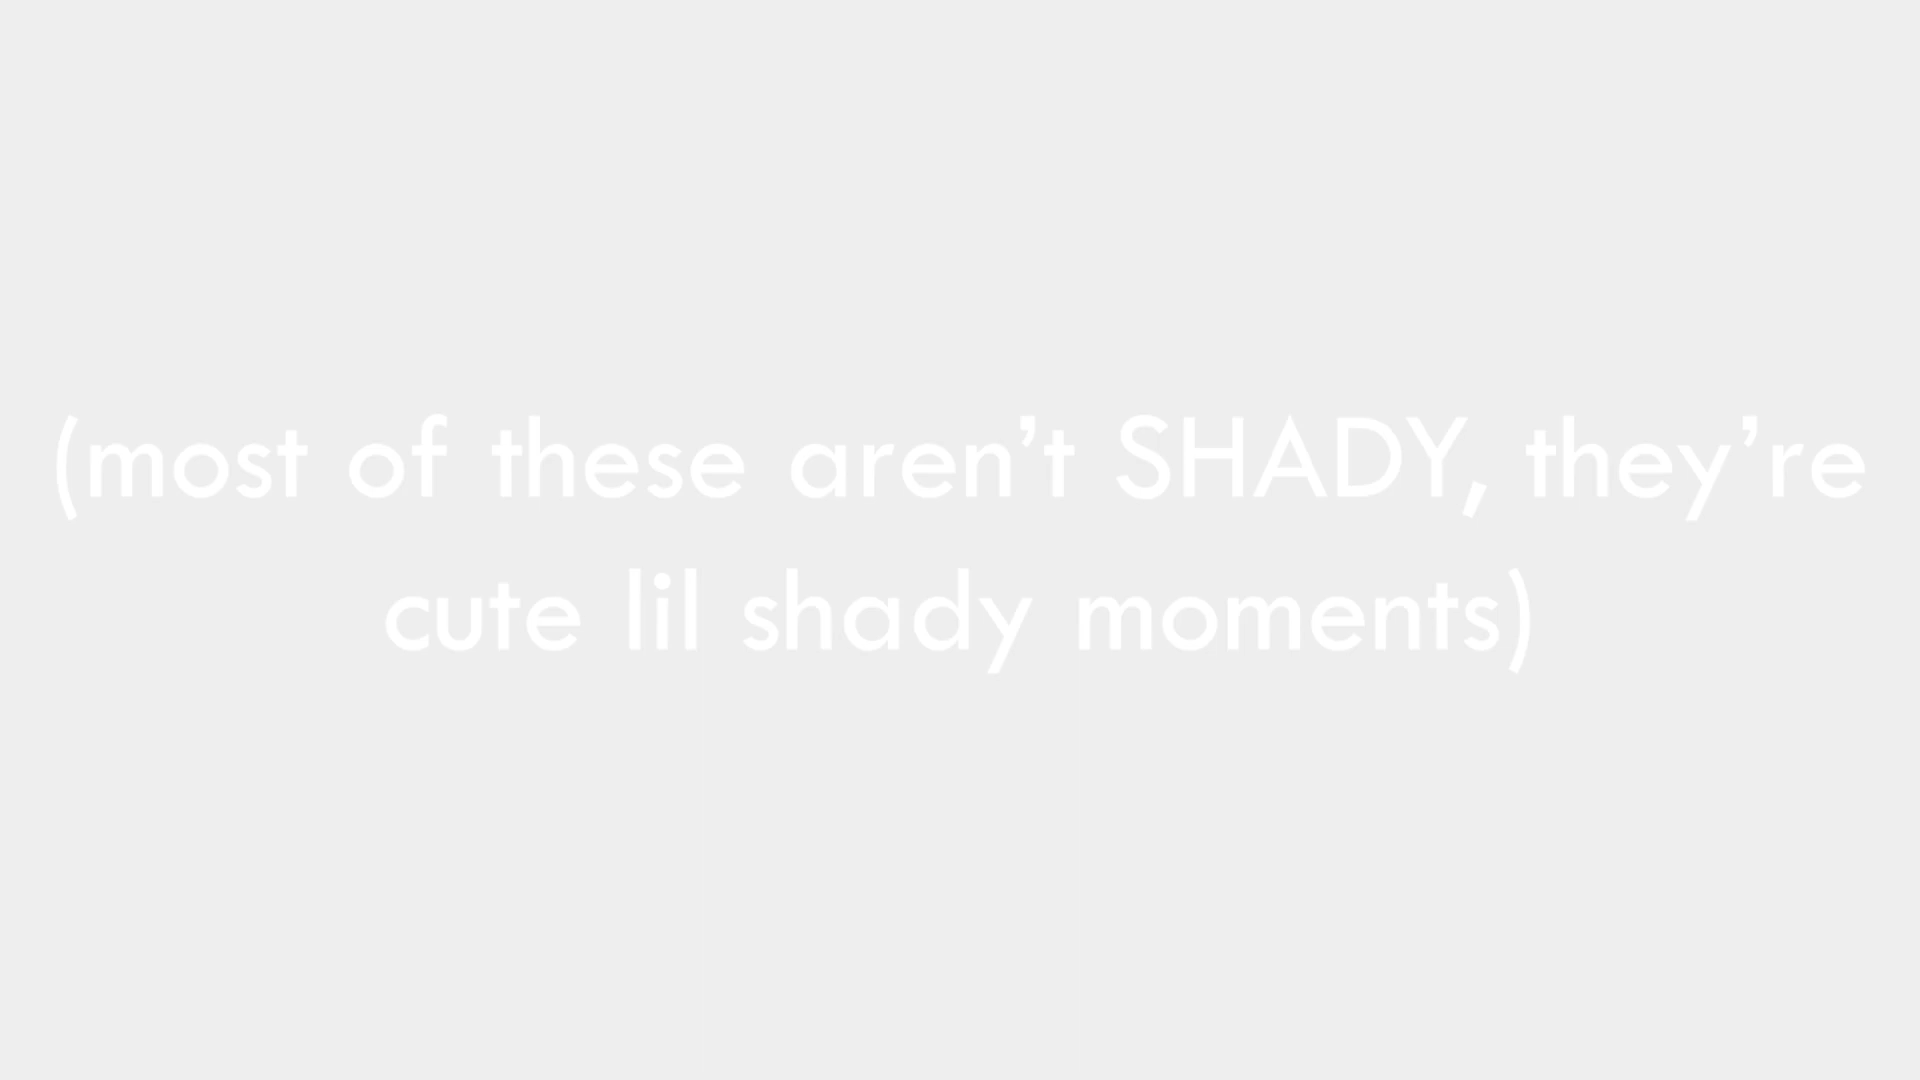 (most of these aren’t SHADY, they’re
cute lil shady moments)